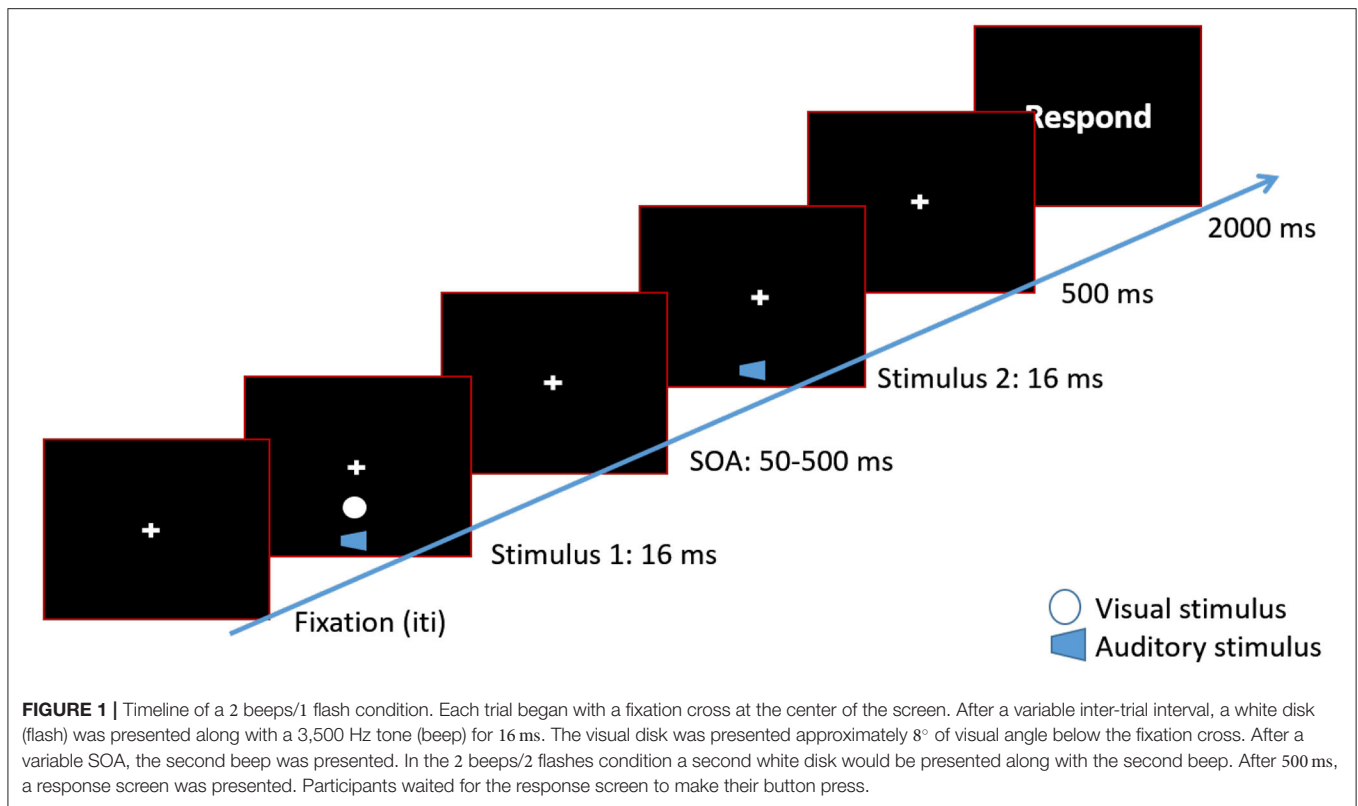 Respond
2000 ms
500 ms
Stimulus 2: 16 ms
SOA: 50-500 ms
Stimulus 1: 16 ms
Fixation (iti)
Visual stimulus
Auditory stimulus
FIGURE 1 | Timeline of a 2 beeps/1 flash condition. Each trial began with a fixation cross at the center of the screen. After a variable inter-trial interval, a white disk
(flash) was presented along with a 3,500 Hz tone (beep) for 16 ms. The visual disk was presented approximately 8° of visual angle below the fixation cross. After a
variable SOA, the second beep was presented. In the 2 beeps/2 flashes condition a second white disk would be presented along with the second beep. After 500 ms,
a response screen was presented. Participants waited for the response screen to make their button press.